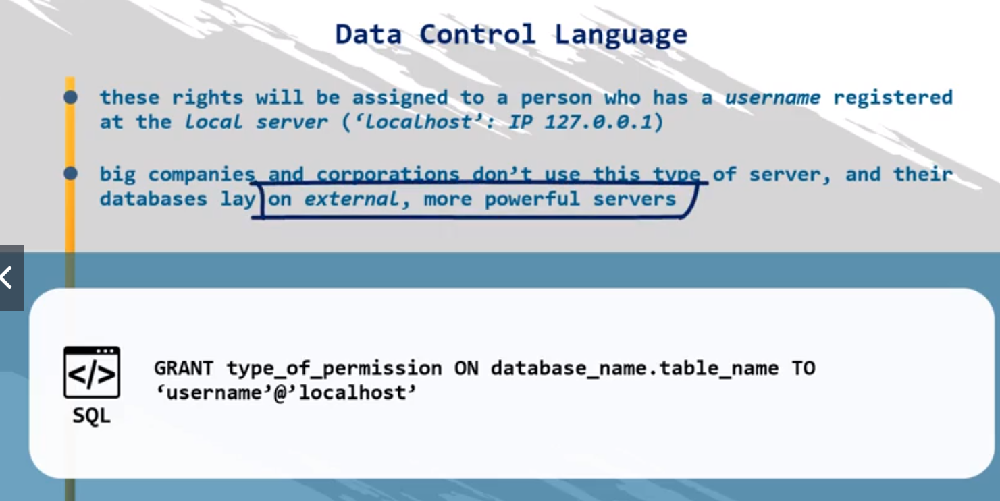 Data Control Language
these rights will be assigned to a person who has a username registered
at the local server (‘localhost’: IP 127.0.0.1)
big companies and corporations don’t use this type of server, and their
databases lay on external, more powerful servers
GRANT type_of_permission ON database_name.table_name TO
‘username’@’localhost’
</>
SQL